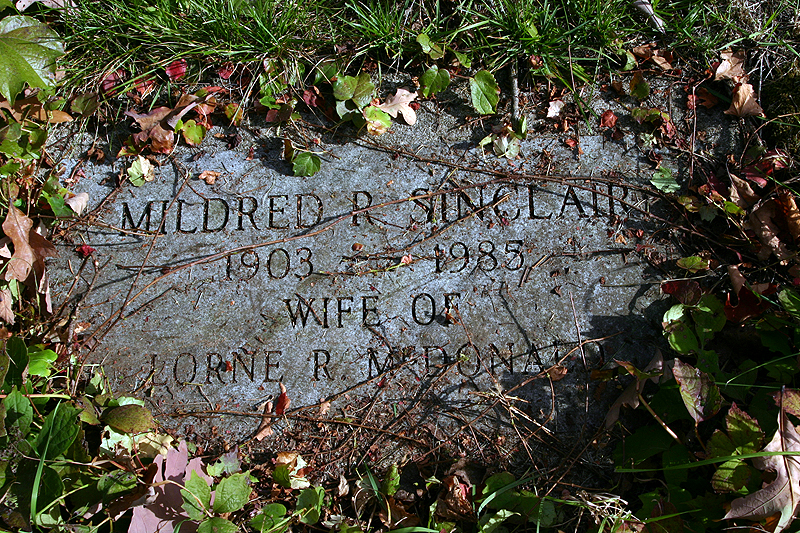 MILDRED R. SINCLAIR
1903 — 1985
WIFE OF
LORNE R. McDONALD